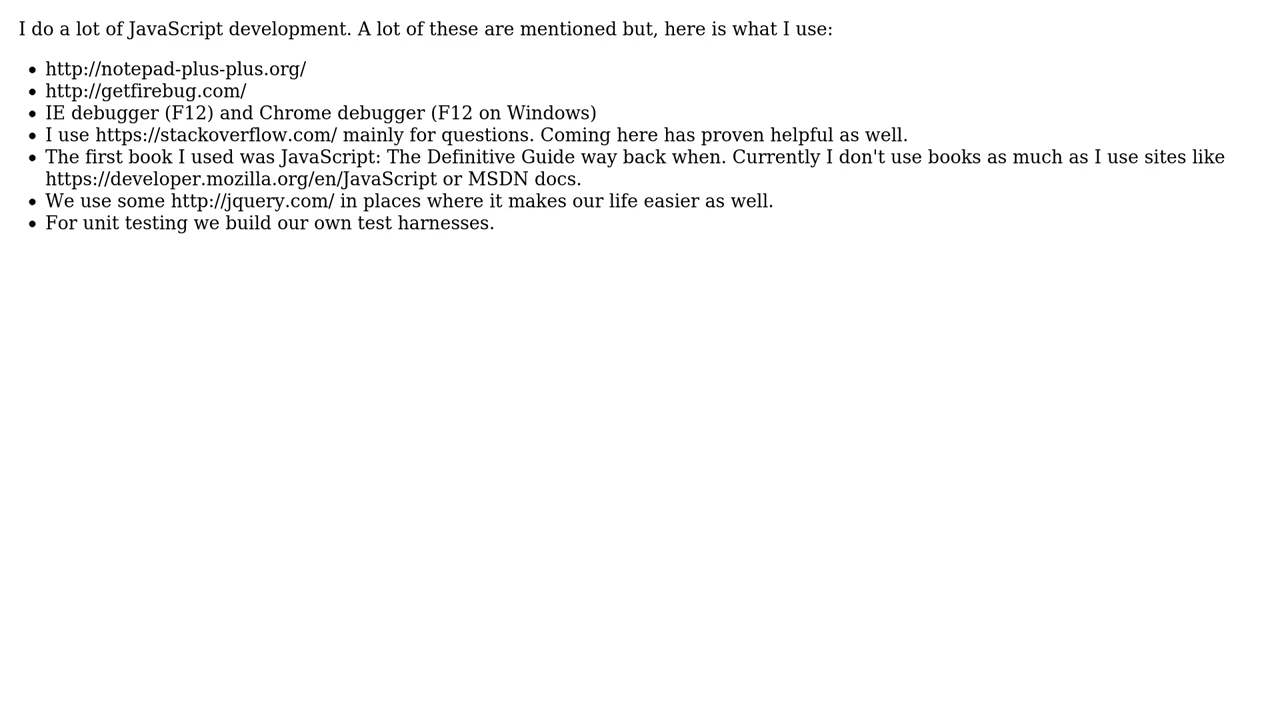 I do a lot of JavaScript development. A lot of these are mentioned but, here is what I use:
• http://notepad-plus-plus.org/
• http://getfirebug.com/
• IE debugger (F12) and Chrome debugger (F12 on Windows)
• I use https://stackoverflow.com/ mainly for questions. Coming here has proven helpful as well.
• The first book I used was JavaScript: The Definitive Guide way back when. Currently I don't use books as much as I use sites like
https://developer.mozilla.org/en/JavaScript or MSDN docs.
• We use some http://jquery.com/ in places where it makes our life easier as well.
• For unit testing we build our own test harnesses.